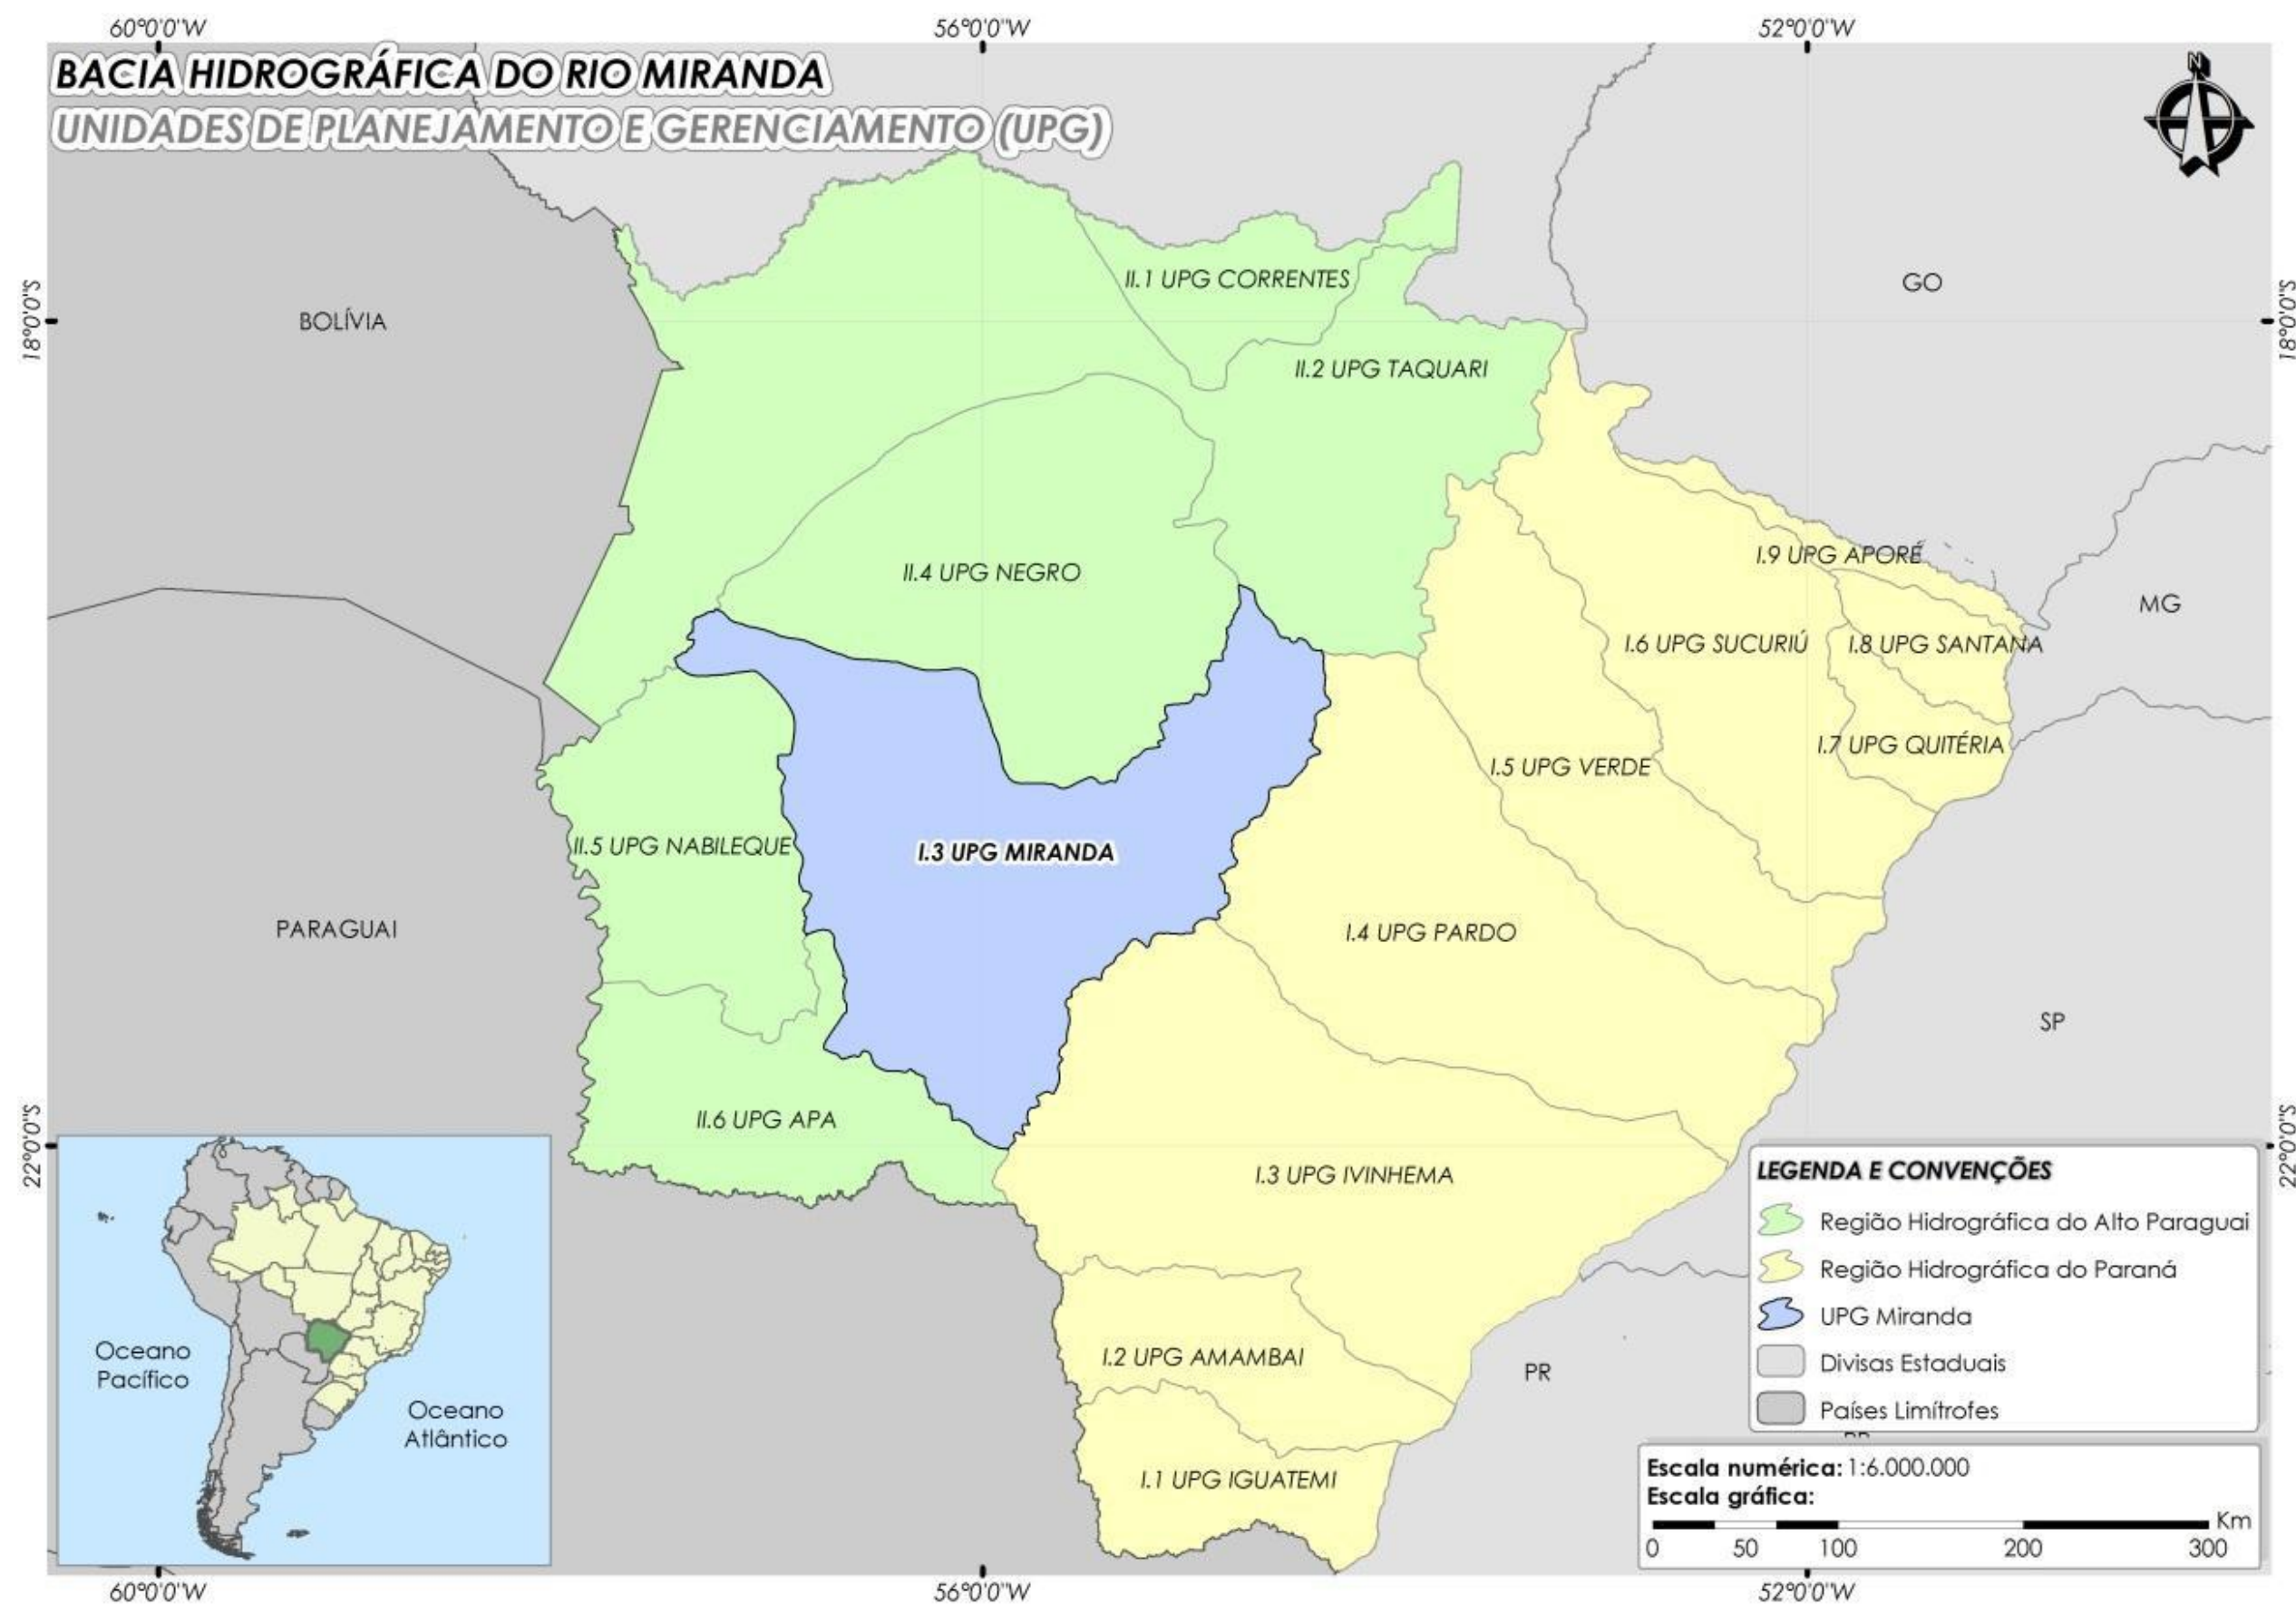 60°0'0"W
56°0'0"W
52°0'0"W
BACIA HIDROGRÁFICA DO RIO MIRANDA
UNIDADES DE PLANEJAMENTO E GERENCIAMENTO (UPG)
N
II.1 UPG CORRENTES
GO
BOLÍVIA
18°0'0"S
18°0'0"S
II.2 UPG TAQUARI
I.9 UPG APORÉ
II.4 UPG NEGRO
MG
I.6 UPG SUCURIÚ
I.8 UPG SANTANA
I.7 UPG QUITÉRIA
I.5 UPG VERDE
II.5 UPG NABILEQUE
I.3 UPG MIRANDA
PARAGUAI
I.4 UPG PARDO
SP
II.6 UPG APA
22°0'0"S
22°0'0"S
I.3 UPG IVINHEMA
I.2 UPG AMAMBAI
PR
I.1 UPG IGUATEMI
Oceano
Pacífico
Oceano
Atlântico
LEGENDA E CONVENÇÕES
Região Hidrográfica do Alto Paraguai
Região Hidrográfica do Paraná
UPG Miranda
Divisas Estaduais
Países Limítrofes
Escala numérica: 1:6.000.000
Escala gráfica:
Km
0 50 100 200 300
60°0'0"W
56°0'0"W
52°0'0"W